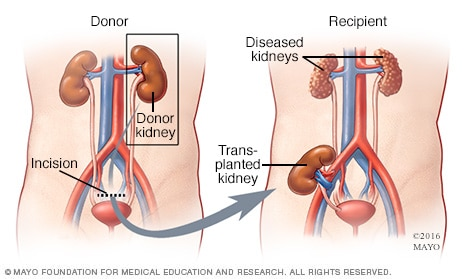 Donor
Donor
kidney
Incision
Recipient
Diseased
kidneys
Trans-
planted
kidney
©2016
MAYO
© MAYO FOUNDATION FOR MEDICAL EDUCATION AND RESEARCH. ALL RIGHTS RESERVED.